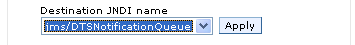 Destination JNDI name
jms/DTSNotificationQueue Apply